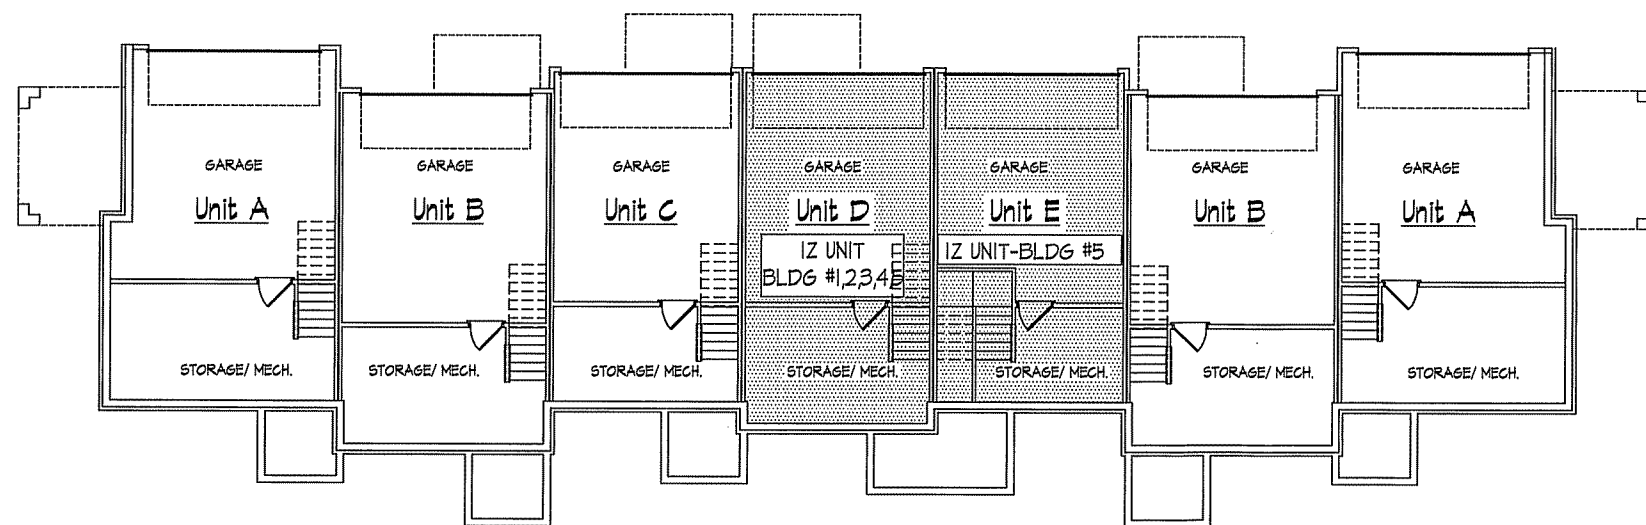 GARAGE
Unit A
STORAGE/ MECH.
GARAGE
Unit B
STORAGE/ MECH.
GARAGE
Unit C
STORAGE/ MECH.
GARAGE
Unit D
IZ UNIT
BLDG #1,2,3,4
STORAGE/ MECH.
GARAGE
Unit E
IZ UNIT-BLDG #5
STORAGE/ MECH.
GARAGE
Unit B
STORAGE/ MECH.
GARAGE
Unit A
STORAGE/ MECH.